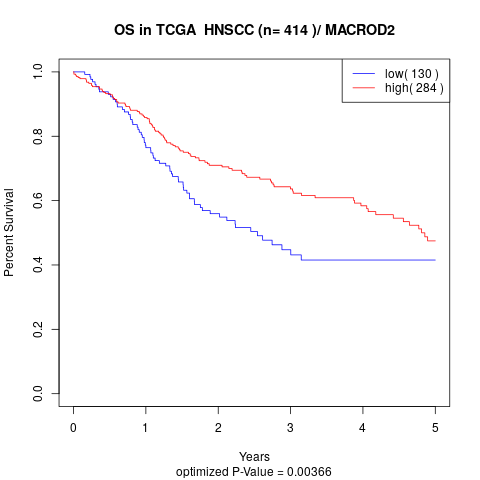 OS in TCGA  HNSCC (n= 414 )/ MACROD2
low( 130 )
high( 284 )
Percent Survival
1.0
0.8
0.6
0.4
0.2
0.0
0 1 2 3 4 5
Years
optimized P-Value = 0.00366